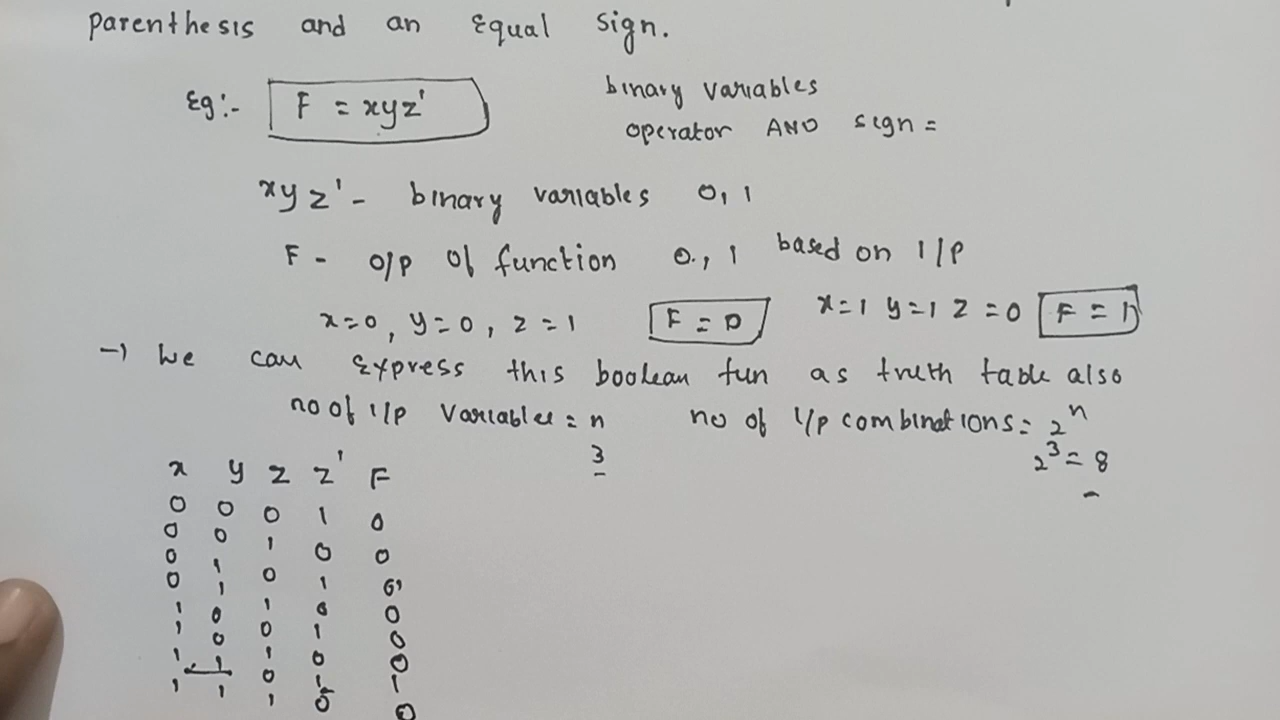 parenthesis and an Equal sign.
Eg:- F = xyz'
binary variables
operator AND sign =
xyz' - binary variables 0, 1
F - o/p of function 0, 1 based on I/P
x=0, y=0, z=1 F = 0 x=1 y=1 z=0 F = 1
→ We can Express this boolean fun as truth table also
no of I/p Variables = n no of I/p combinations = 2^n
3 2^3 = 8
x y z z' F
0 0 0 1 0
0 0 1 0 0
0 1 0 1 0
0 1 1 0 0
1 0 0 1 0
1 0 1 0 0
1 1 0 1 1
1 1 1 0 0